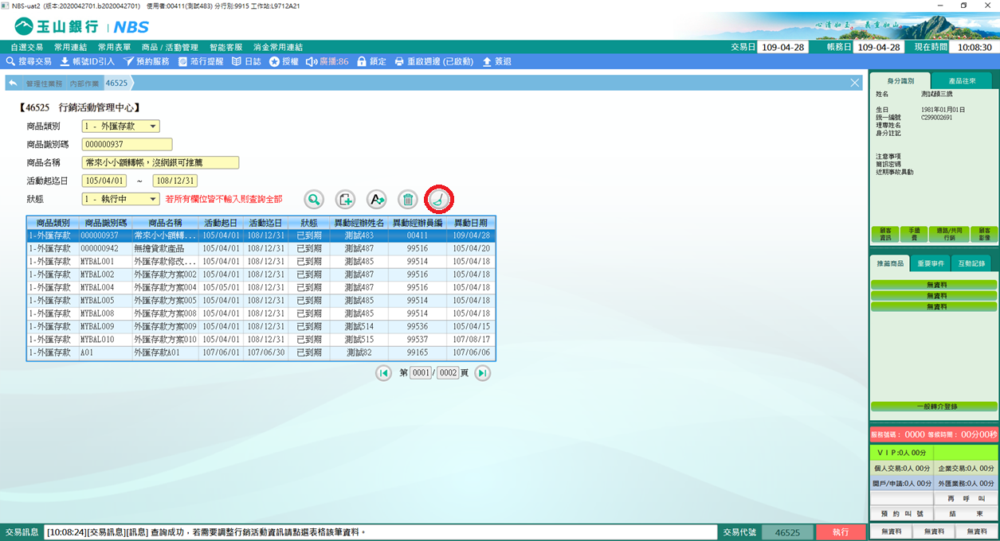 NBS-uat2 (版本:2020042701.b2020042701) 使用者:00411(測試483) 分行別:9915 工作站:L9712A21
玉山銀行 | NBS
心清如玉, 義重如山。
自選交易 常用連結 常用表單 商品 / 活動管理 智能客服 消金常用連結
交易日 109-04-28 帳務日 109-04-28 現在時間 10:08:30
搜尋交易 帳號ID引入 預約服務 蒞行提醒 日誌 授權 廣播:86 鎖定 重啟週邊 (已啟動) 簽退
管理性業務 內部作業 46525
【46525 行銷活動管理中心】
商品類別 1 - 外匯存款
商品識別碼 000000937
商品名稱 常來小小額轉帳，沒網銀可推薦
活動起迄日 105/04/01 ~ 108/12/31
狀態 1 - 執行中 若所有欄位皆不輸入則查詢全部
商品類別 商品識別碼 商品名稱 活動起日 活動迄日 狀態 異動經辦姓名 異動經辦員編 異動日期
1-外匯存款 000000937 常來小小額轉... 105/04/01 108/12/31 已到期 測試483 00411 109/04/28
1-外匯存款 000000942 無擔貸款產品 105/04/01 108/12/31 已到期 測試487 99516 105/04/20
1-外匯存款 MYBAL001 外匯存款修改... 105/04/01 108/12/31 已到期 測試485 99514 105/04/18
1-外匯存款 MYBAL002 外匯存款方案002 105/04/01 108/12/31 已到期 測試487 99516 105/04/18
1-外匯存款 MYBAL004 外匯存款方案004 105/05/01 108/12/31 已到期 測試487 99516 105/04/18
1-外匯存款 MYBAL005 外匯存款方案005 105/04/01 108/12/31 已到期 測試485 99514 105/04/18
1-外匯存款 MYBAL008 外匯存款方案008 105/04/01 108/12/31 已到期 測試485 99514 105/04/18
1-外匯存款 MYBAL009 外匯存款方案009 105/04/01 108/12/31 已到期 測試514 99536 105/04/15
1-外匯存款 MYBAL010 外匯存款方案010 105/04/01 108/12/31 已到期 測試515 99537 107/08/17
1-外匯存款 A01 外匯存款A01 107/06/01 107/06/30 已到期 測試82 99165 107/06/06
第 0001 / 0002 頁
身分識別 產品往來
姓名 測試顧三歲
生日 1981年01月01日
統一編號 C299002691
理專姓名
身分註記
注意事項
簡訊密碼
近期事故異動
顧客資訊 手續費 通路/共同行銷 顧客影像
推薦商品 重要事件 互動記錄
無資料
無資料
無資料
一般轉介登錄
服務號碼： 0000 等候時間： 00分00秒
ＶＩＰ:0人 00分
個人交易:0人 00分 企業交易:0人 00分
開戶/申請:0人 00分 外匯業務:0人 00分
再 呼 叫
預 約 叫 號 結 束
無資料 無資料 無資料
交易訊息 [10:08:24][交易訊息][訊息] 查詢成功，若需要調整行銷活動資訊請點選表格該筆資料。 交易代號 46525 執行